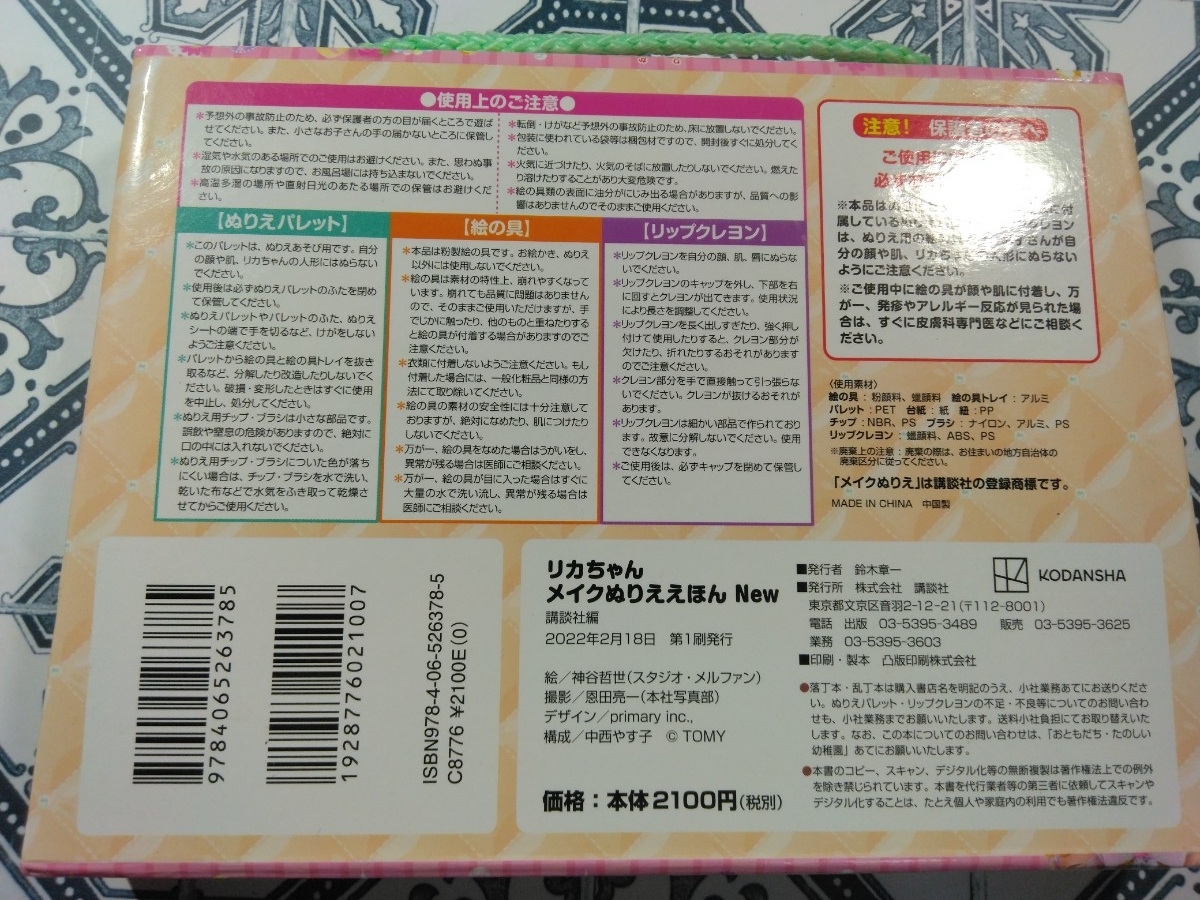 ●使用上のご注意●
＊予想外の事故防止のため、必ず保護者の方の目が届くところで遊ば
せてください。また、小さなお子さんの手の届かないところに保管し
てください。
＊湿気や水気のある場所でのご使用はお避けください。また、思わぬ事
故の原因になりますので、お風呂場には持ち込まないでください。
＊高温多湿の場所や直射日光のあたる場所での保管はお避けくだ
さい。
＊転倒・けがなど予想外の事故防止のため、床に放置しないでください。
＊包装に使われている袋等は梱包材ですので、開封後すぐに処分してく
ださい。
＊火気に近づけたり、火気のそばに放置したりしないでください。燃えた
り溶けたりすることがあり大変危険です。
＊絵の具類の表面に油分がにじみ出る場合がありますが、品質への影
響はありませんのでそのままご使用ください。
【ぬりえパレット】
＊このパレットは、ぬりえあそび用です。自分
の顔や肌、リカちゃんの人形にはぬらない
でください。
＊使用後は必ずぬりえパレットのふたを閉め
て保管してください。
＊ぬりえパレットやパレットのふた、ぬりえ
シートの端で手を切るなど、けがをしない
ようご注意ください。
＊パレットから絵の具と絵の具トレイを抜き
取るなど、分解したり改造したりしないでく
ださい。破損・変形したときはすぐに使用
を中止し、処分してください。
＊ぬりえ用チップ・ブラシは小さな部品です。
誤飲や窒息の危険がありますので、絶対に
口の中には入れないでください。
＊ぬりえ用チップ・ブラシについた色が落ち
にくい場合は、チップ・ブラシを水で洗い、
乾いた布などで水気をふき取って乾燥さ
せてからご使用ください。
【絵の具】
＊本品は粉製絵の具です。お絵かき、ぬりえ
以外には使用しないでください。
＊絵の具は素材の特性上、崩れやすくなって
います。崩れても品質に問題はありません
ので、そのままご使用いただけますが、手
でじかに触ったり、他のものと重ねたりする
と絵の具が付着する場合がありますのでご
注意ください。
＊衣類に付着しないようご注意ください。もし
付着した場合には、一般化粧品と同様の方
法にて取り除いてください。
＊絵の具の素材の安全性には十分注意して
おりますが、絶対になめたり、肌につけたり
しないでください。
＊万が一、絵の具をなめた場合はうがいをし、
異常が残る場合は医師にご相談ください。
＊万が一、絵の具が目に入った場合はすぐに
大量の水で洗い流し、異常が残る場合は
医師にご相談ください。
【リップクレヨン】
＊リップクレヨンを自分の顔、肌、唇にぬらな
いでください。
＊リップクレヨンのキャップを外し、下部を右
に回すとクレヨンが出てきます。使用状況
により長さを調整してください。
＊リップクレヨンを長く出しすぎたり、強く押し
付けて使用したりすると、クレヨン部分が
欠けたり、折れたりするおそれがあります
のでご注意ください。
＊クレヨン部分を手で直接触って引っ張らな
いでください。クレヨンが抜けるおそれが
あります。
＊リップクレヨンは細かい部品で作られており
ます。故意に分解しないでください。使用
できなくなります。
＊ご使用後は、必ずキャップを閉めて保管し
てください。
注意! 保護者の方へ
ご使用
必ず
※本品は
属している
は、ぬりえ用の お子さんが自
分の顔や肌、リカちゃんの人形にぬらない
ようにご注意ください。
※ご使用中に絵の具が顔や肌に付着し、万
が一、発疹やアレルギー反応が見られた場
合は、すぐに皮膚科専門医などにご相談く
ださい。
〈使用素材〉
絵の具：粉顔料、蝋顔料 絵の具トレイ：アルミ
パレット：PET 台紙：紙 紐：PP
チップ：NBR、PS ブラシ：ナイロン、アルミ、PS
リップクレヨン：蝋顔料、ABS、PS
※廃棄上の注意：廃棄の際は、お住まいの地方自治体の
廃棄区分に従ってください。
「メイクぬりえ」は講談社の登録商標です。
MADE IN CHINA 中国製
9784065263785
1928776021007
ISBN978-4-06-526378-5
C8776 ¥2100E(0)
リカちゃん
メイクぬりええほん New
講談社編
2022年2月18日 第1刷発行
絵／神谷哲世(スタジオ・メルファン)
撮影／恩田亮一(本社写真部)
デザイン／primary inc.,
構成／中西やす子 © TOMY
価格：本体2100円(税別)
■発行者 鈴木章一
■発行所 株式会社 講談社
KODANSHA
東京都文京区音羽2-12-21(〒112-8001)
電話 出版 03-5395-3489 販売 03-5395-3625
業務 03-5395-3603
■印刷・製本 凸版印刷株式会社
●落丁本・乱丁本は購入書店名を明記のうえ、小社業務あてにお送りくださ
い。ぬりえパレット・リップクレヨンの不足・不良等についてのお問い合わ
せも、小社業務までお願いいたします。送料小社負担にてお取り替えいた
します。なお、この本についてのお問い合わせは、「おともだち・たのしい
幼稚園」あてにお願いいたします。
●本書のコピー、スキャン、デジタル化等の無断複製は著作権法上での例外
を除き禁じられています。本書を代行業者等の第三者に依頼してスキャンや
デジタル化することは、たとえ個人や家庭内の利用でも著作権法違反です。